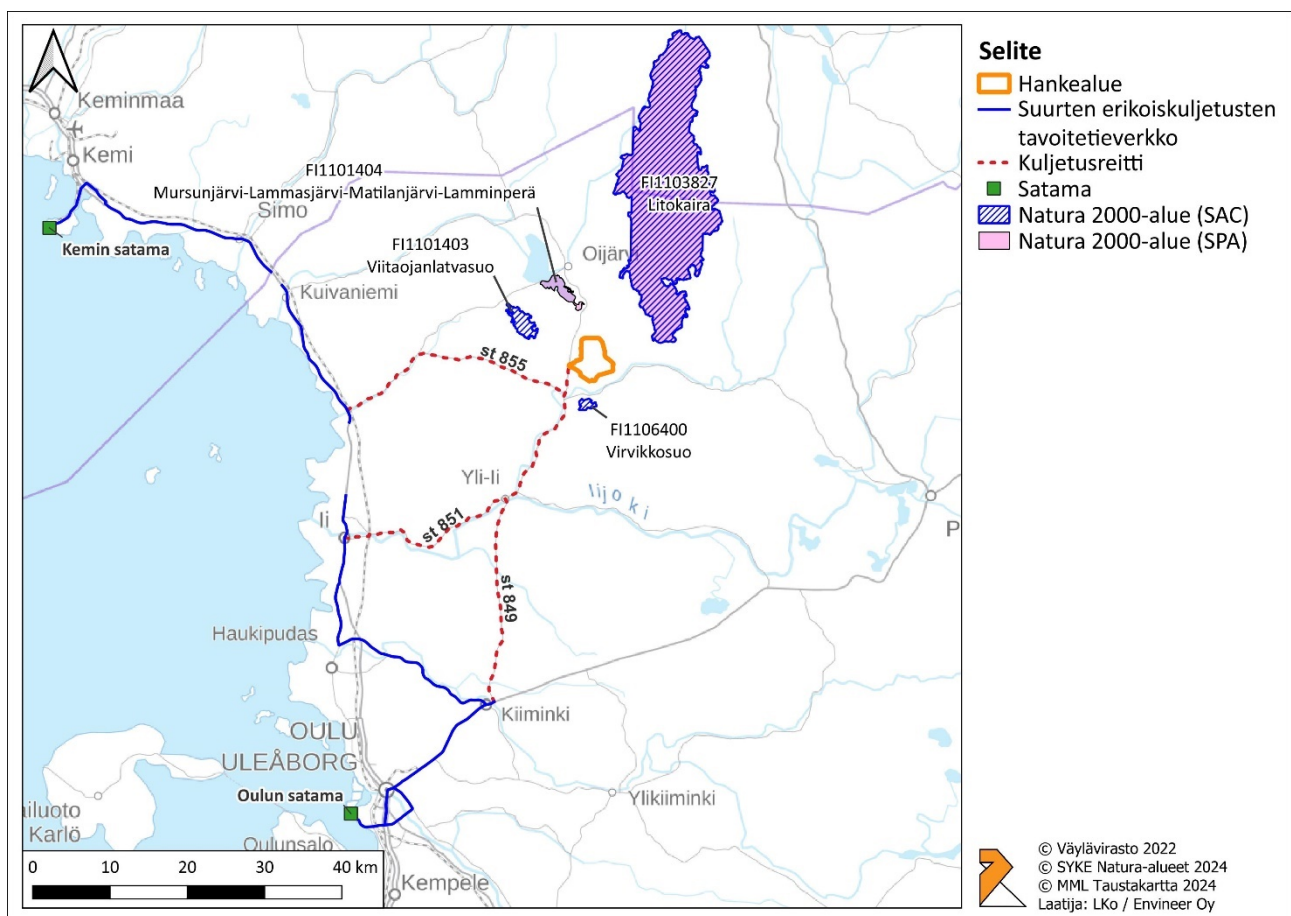 Keminmaa
Kemi
FI1101404
Mursunjärvi-Lammasjärvi-Matilanjärvi-Lamminperä
Simo
Kemin satama
FI1101403
Viitaojanlatvasuo
Oijärvi
FI1103827
Litokaira
Kuivaniemi
st 855
FI1106400
Virvikkosuo
Yli-Ii
Iijoki
Ii
st 851
st 849
P
Haukipudas
Kiiminki
OULU
ULEÅBORG
Oulun satama
Ylikiiminki
ailuoto
Karlö
Oulunsalo
Kempele
0 10 20 30 40 km
Selite
Hankealue
Suurten erikoiskuljetusten
tavoitetieverkko
Kuljetusreitti
Satama
Natura 2000-alue (SAC)
Natura 2000-alue (SPA)
© Väylävirasto 2022
© SYKE Natura-alueet 2024
© MML Taustakartta 2024
Laatija: LKo / Envineer Oy